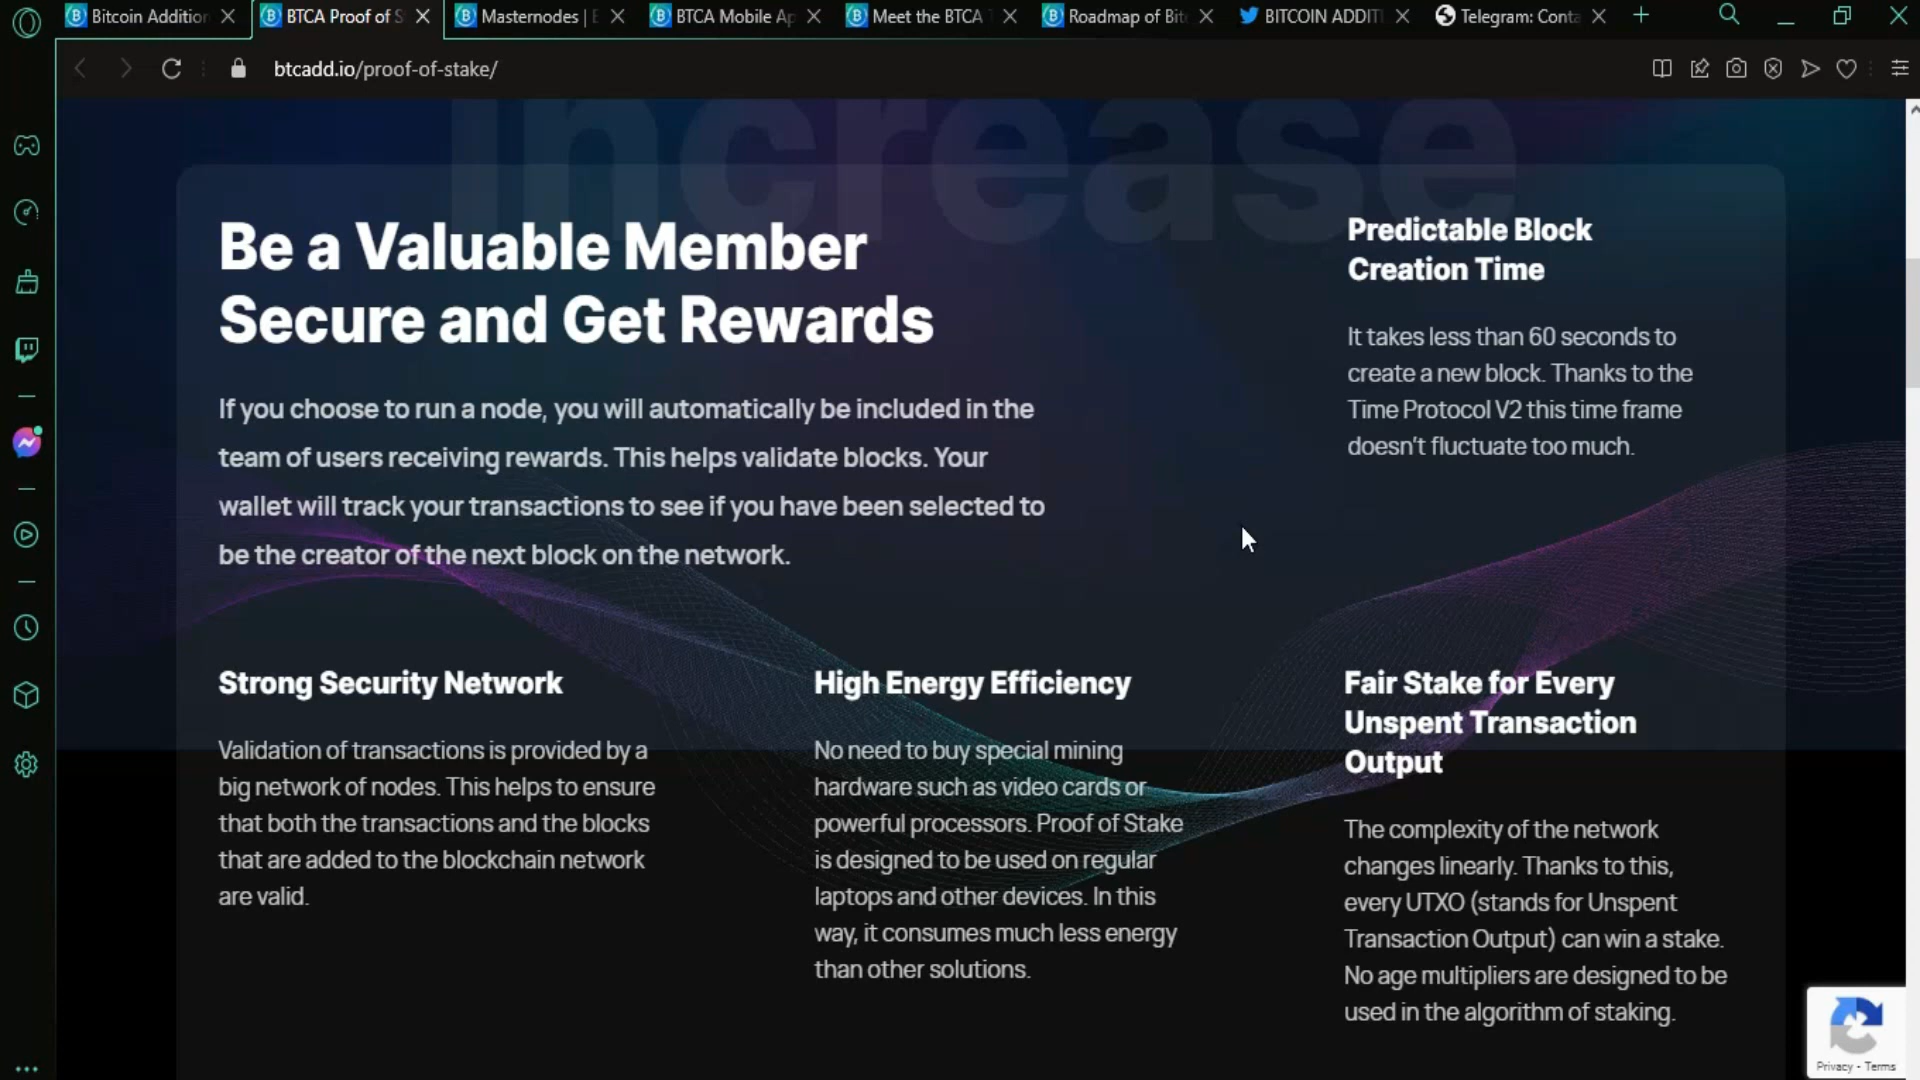 Bitcoin Addition
BTCA Proof of S
Masternodes | B
BTCA Mobile Ap
Meet the BTCA T
Roadmap of Bit
BITCOIN ADDITI
Telegram: Conta
btcadd.io/proof-of-stake/
Increase
Be a Valuable Member
Secure and Get Rewards
If you choose to run a node, you will automatically be included in the
team of users receiving rewards. This helps validate blocks. Your
wallet will track your transactions to see if you have been selected to
be the creator of the next block on the network.
Predictable Block
Creation Time
It takes less than 60 seconds to
create a new block. Thanks to the
Time Protocol V2 this time frame
doesn't fluctuate too much.
Strong Security Network
Validation of transactions is provided by a
big network of nodes. This helps to ensure
that both the transactions and the blocks
that are added to the blockchain network
are valid.
High Energy Efficiency
No need to buy special mining
hardware such as video cards or
powerful processors. Proof of Stake
is designed to be used on regular
laptops and other devices. In this
way, it consumes much less energy
than other solutions.
Fair Stake for Every
Unspent Transaction
Output
The complexity of the network
changes linearly. Thanks to this,
every UTXO (stands for Unspent
Transaction Output) can win a stake.
No age multipliers are designed to be
used in the algorithm of staking.
Privacy - Terms